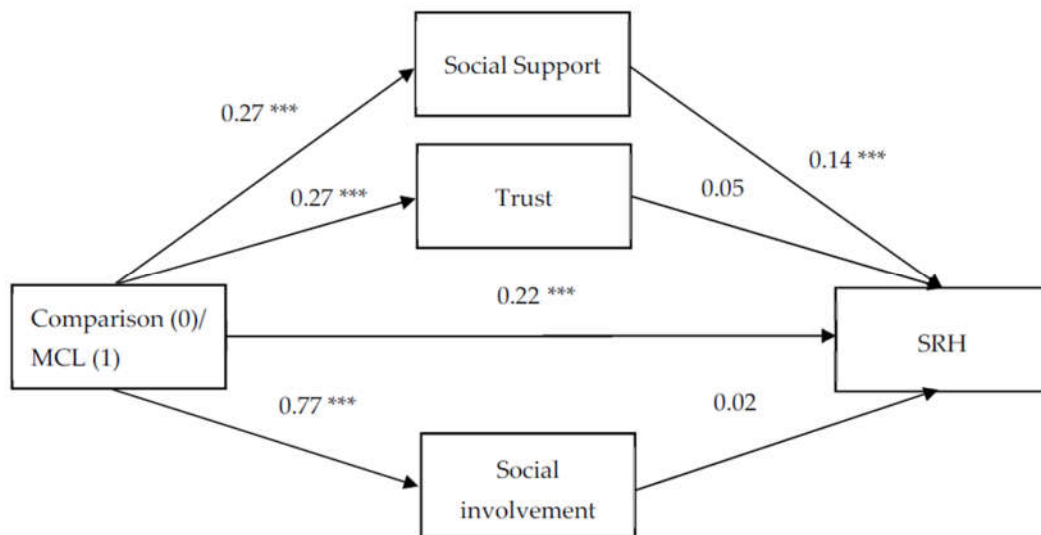 Social Support
0.27 ***
0.14 ***
0.27 ***
Trust
0.05
Comparison (0)/
MCL (1)
0.22 ***
SRH
0.77 ***
0.02
Social
involvement